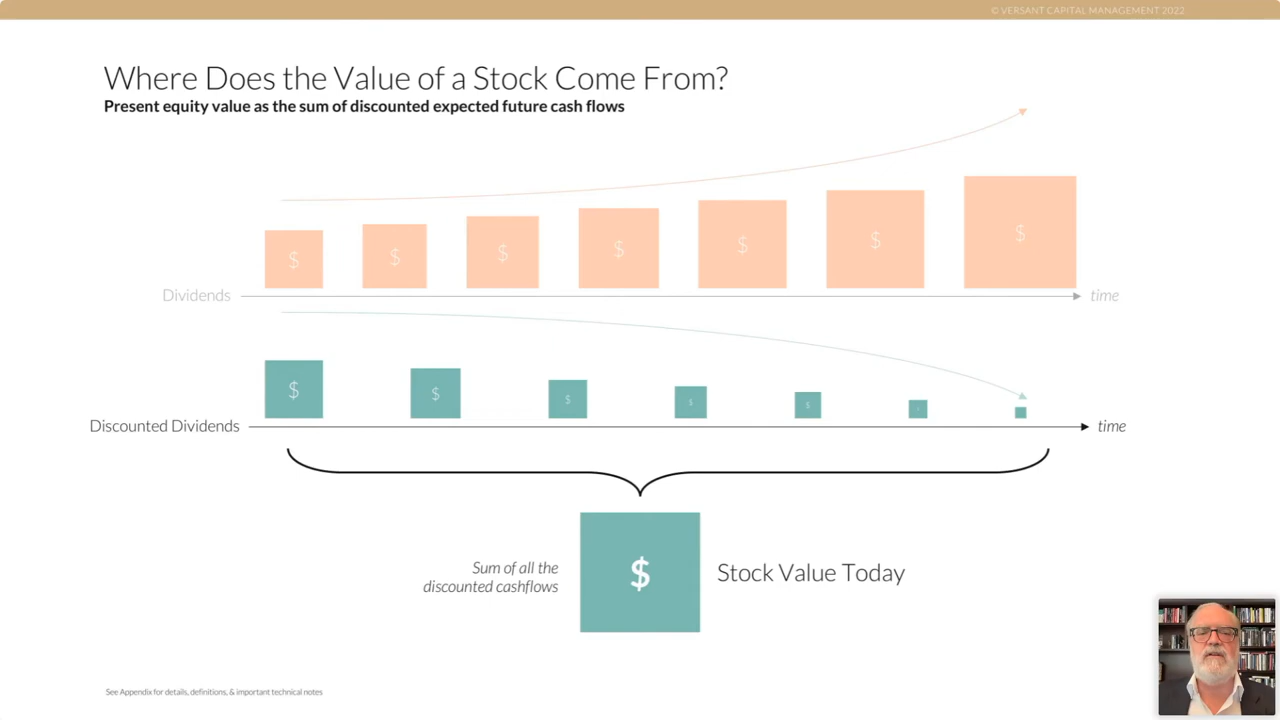 © VERSANT CAPITAL MANAGEMENT 2022
Where Does the Value of a Stock Come From?
Present equity value as the sum of discounted expected future cash flows
$ $ $ $ $ $ $
Dividends
time
$ $ $ $ $
Discounted Dividends
time
Sum of all the
discounted cashflows
$
Stock Value Today
See Appendix for details, definitions, & important technical notes